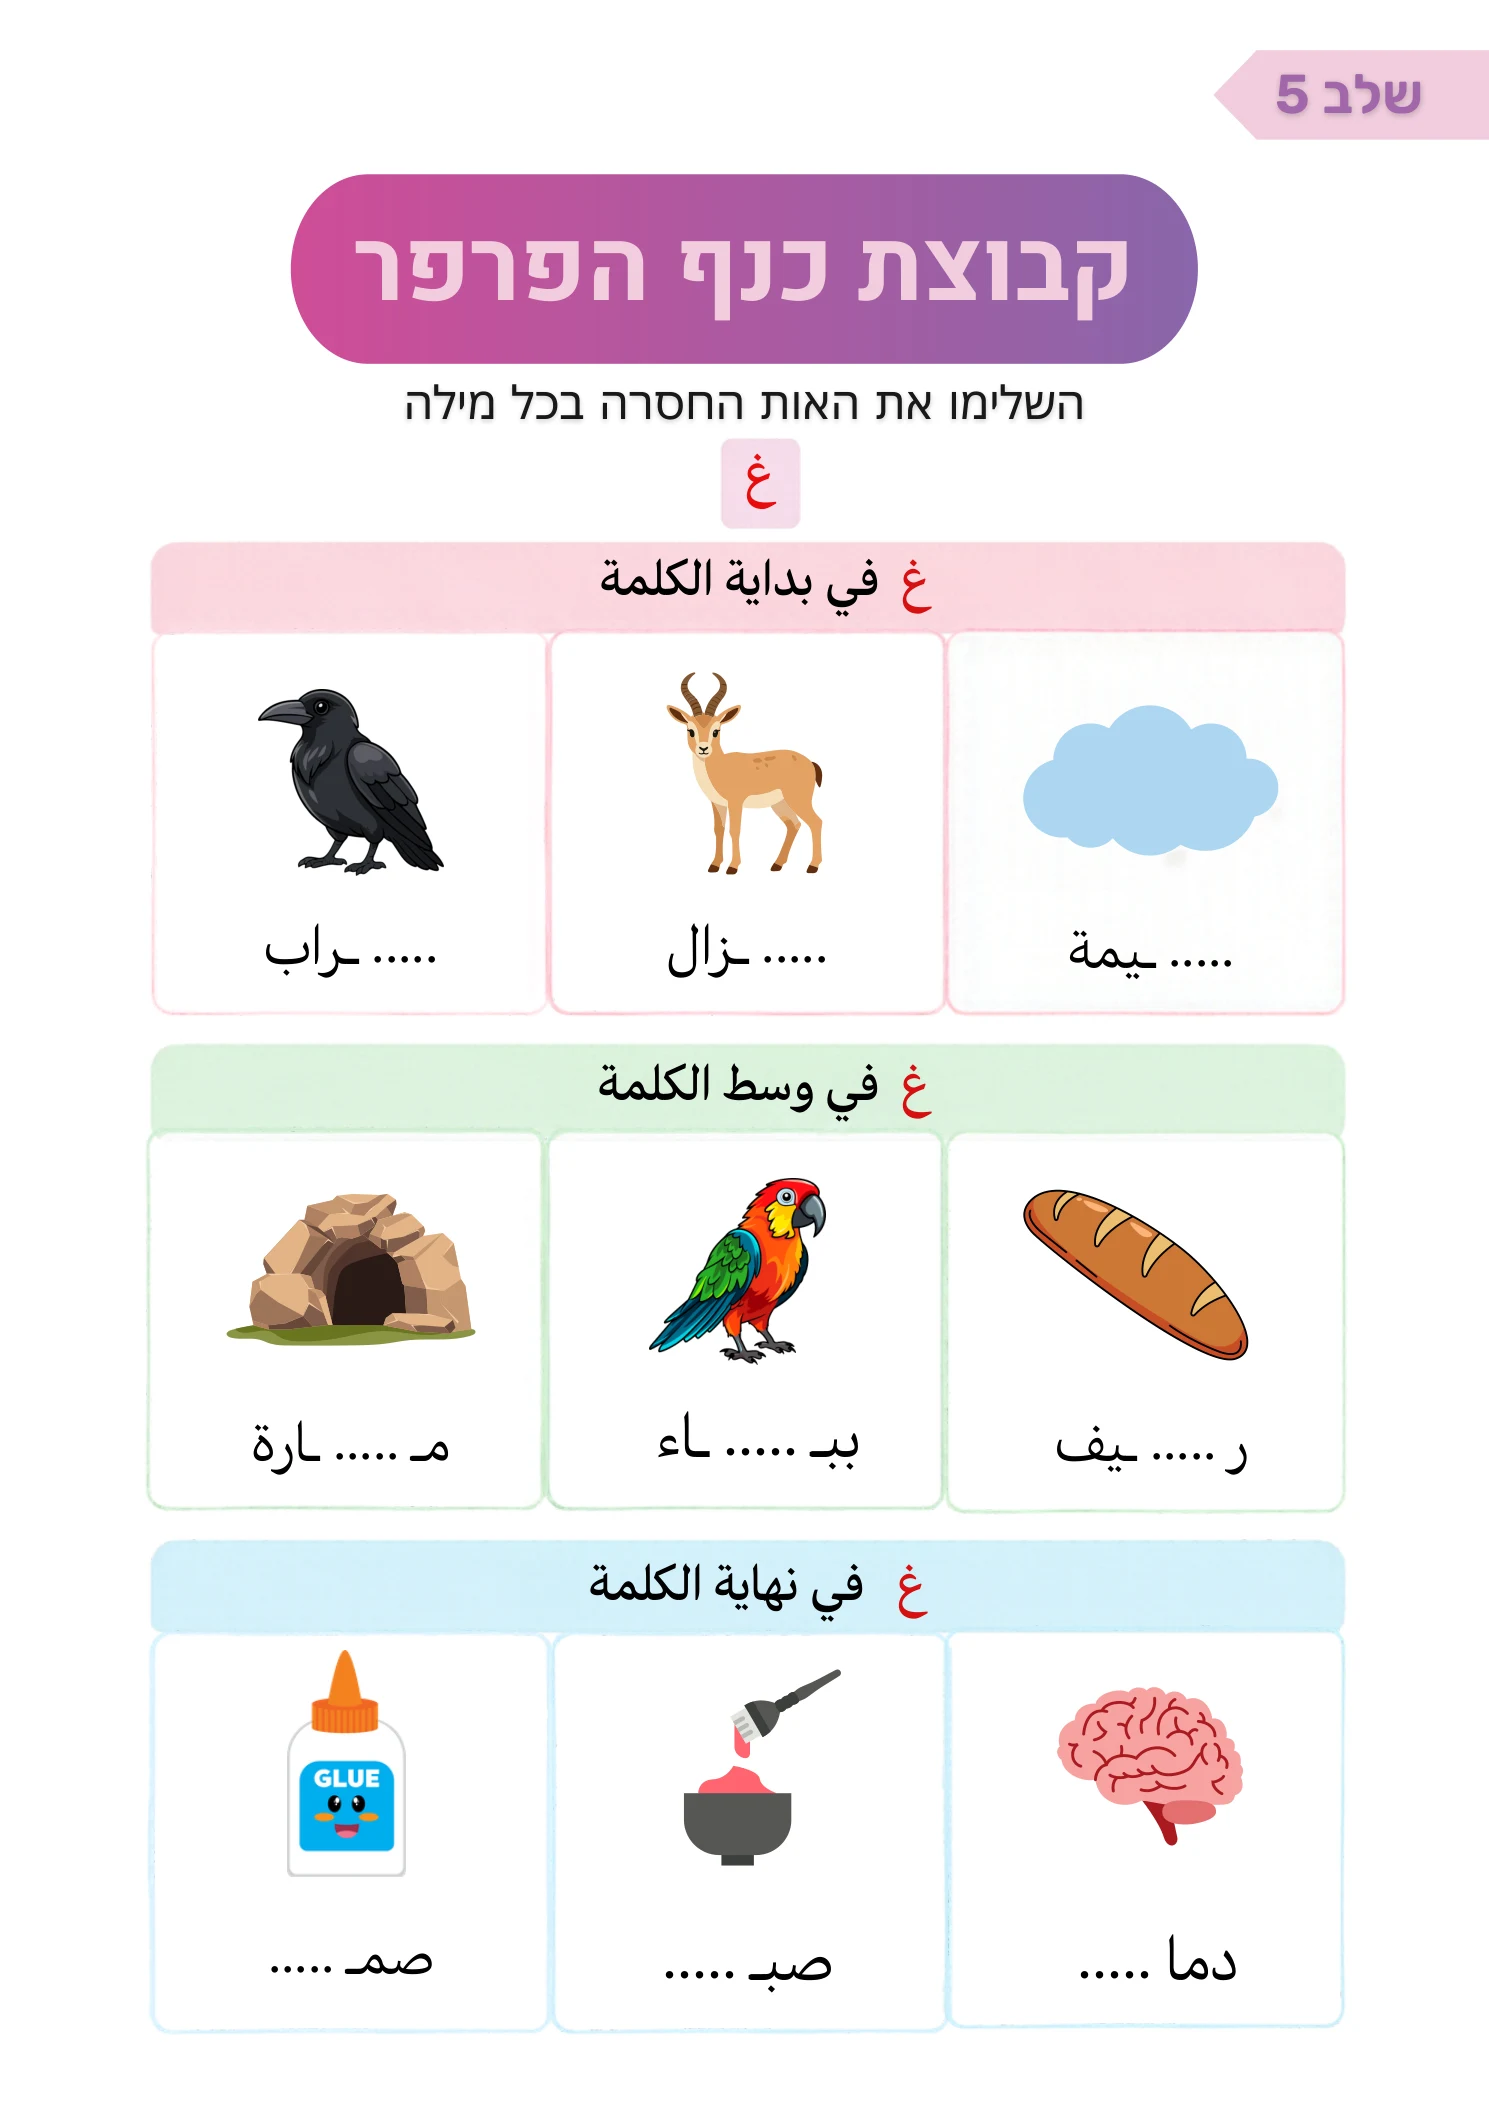 שלב 5
קבוצת כנף הפרפר
השלימו את האות החסרה בכל מילה
غ
غ في بداية الكلمة
..... ـيمة
..... ـزال
..... ـراب
غ في وسط الكلمة
ر ..... ـيف
ببـ ..... ـاء
مـ ..... ـارة
غ في نهاية الكلمة
GLUE
دما .....
صبـ .....
صمـ .....